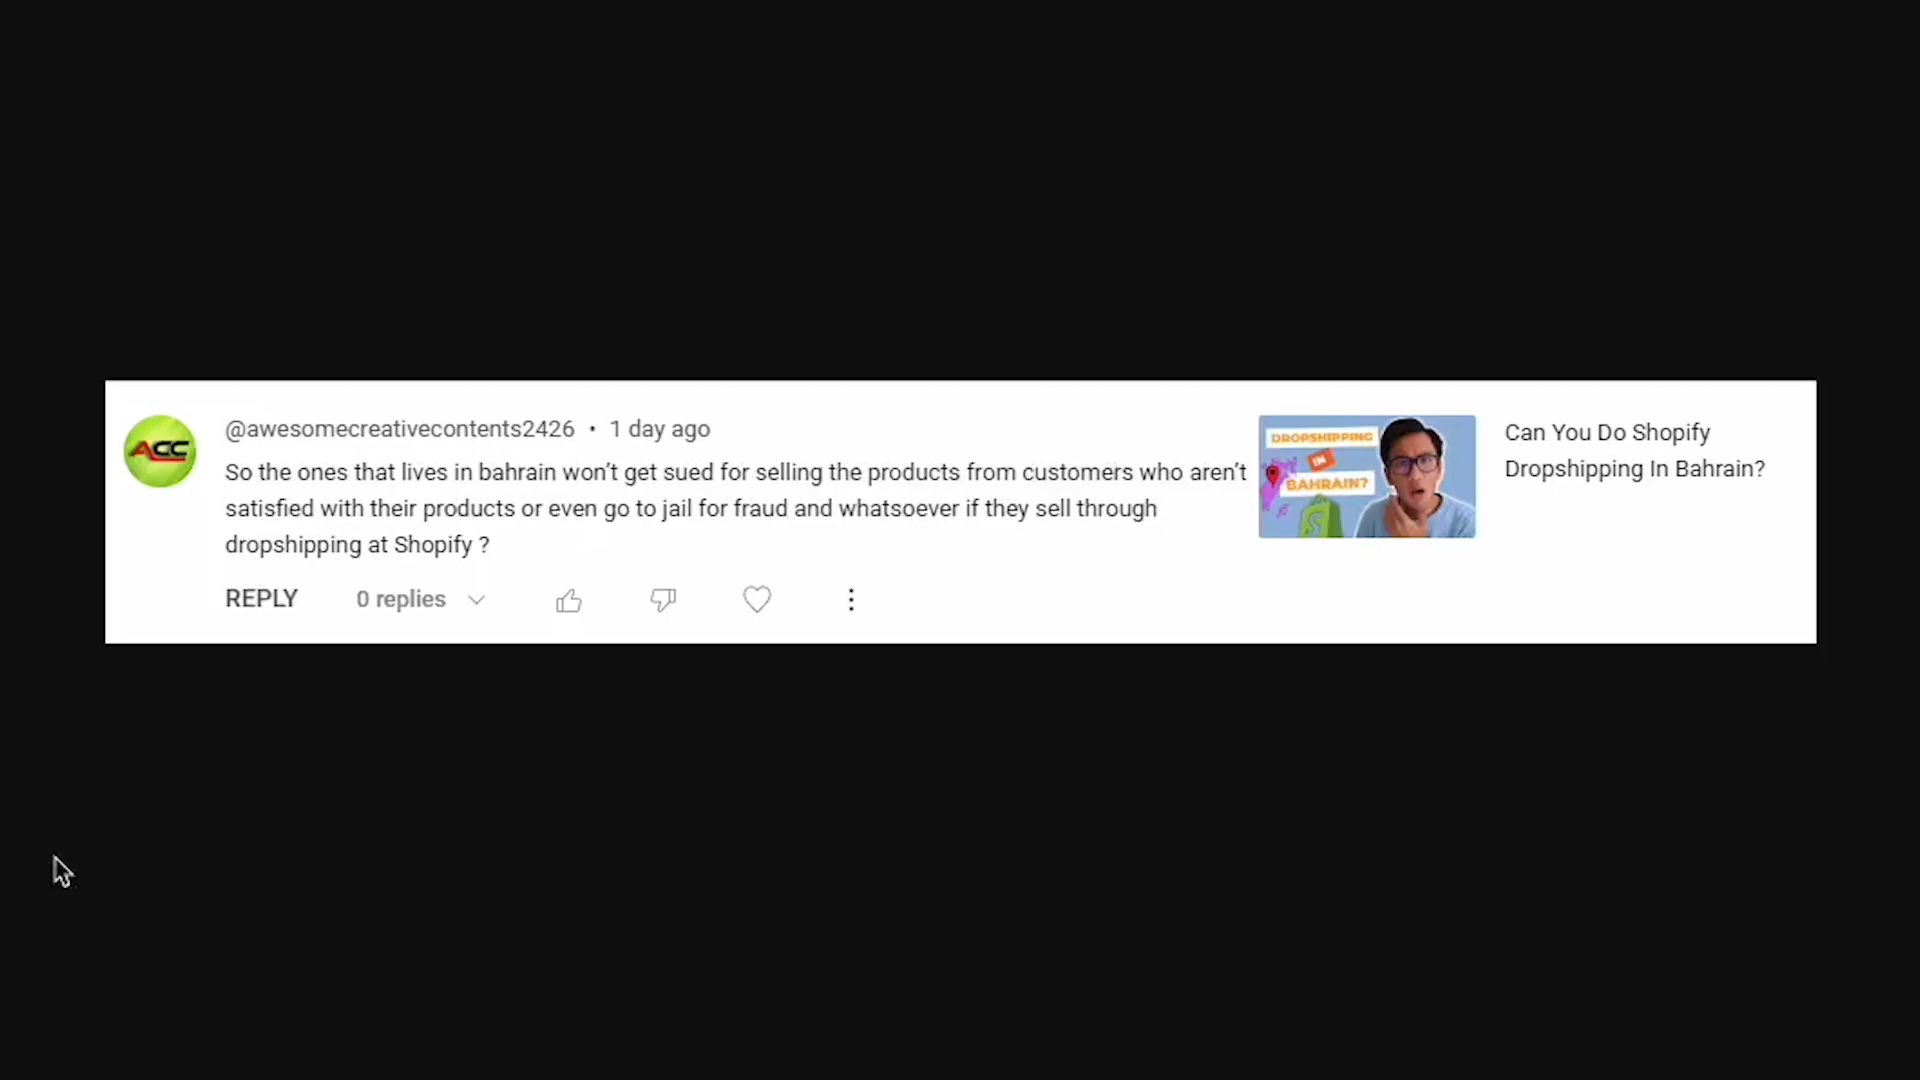 ACC
@awesomecreativecontents2426 • 1 day ago
So the ones that lives in bahrain won't get sued for selling the products from customers who aren't
satisfied with their products or even go to jail for fraud and whatsoever if they sell through
dropshipping at Shopify ?
REPLY 0 replies
DROPSHIPPING
IN
BAHRAIN?
S
Can You Do Shopify
Dropshipping In Bahrain?